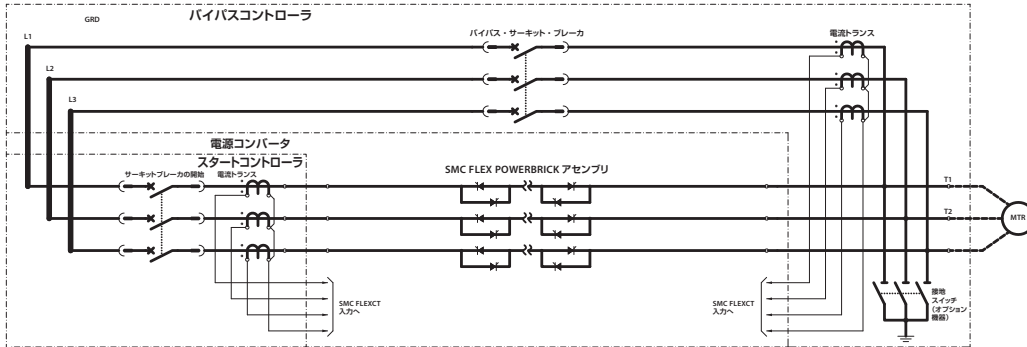 バイパスコントローラ
GRD
L1
バイパス・サーキット・ブレーカ
電流トランス
L2
L3
電源コンバータ
スタートコントローラ
サーキットブレーカの開始
電流トランス
SMC FLEX POWERBRICK アセンブリ
T1
T2
MTR
SMC FLEXCT
入力へ
SMC FLEXCT
入力へ
接地
スイッチ
(オプション
機器)